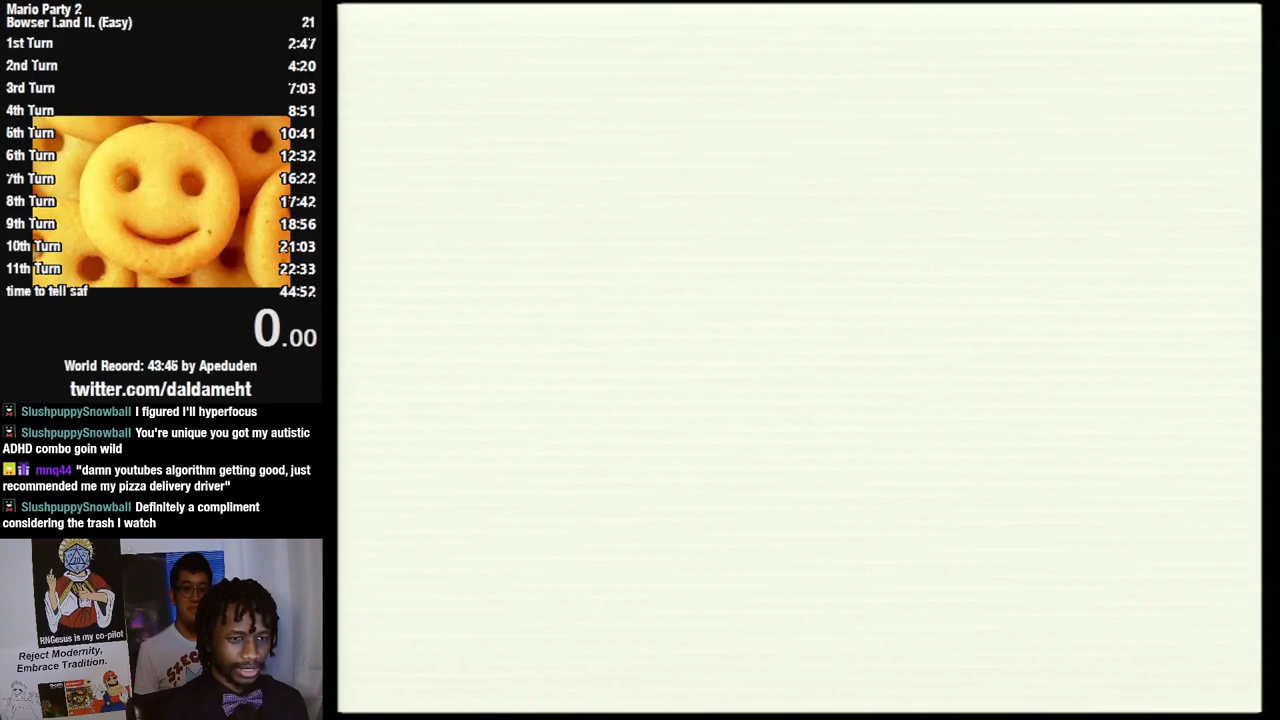 Mario Party 2
Bowser Land IL (Easy) 21
1st Turn 2:47
2nd Turn 4:20
3rd Turn 7:03
4th Turn 8:51
5th Turn 10:41
6th Turn 12:32
7th Turn 16:22
8th Turn 17:42
9th Turn 18:56
10th Turn 21:03
11th Turn 22:33
time to tell saf 44:52
0.00
World Record: 43:45 by Apeduden
twitter.com/daldameht
SlushpuppySnowball I figured I'll hyperfocus
SlushpuppySnowball You're unique you got my autistic
ADHD combo goin wild
mnq44 "damn youtubes algorithm getting good, just
recommended me my pizza delivery driver"
SlushpuppySnowball Definitely a compliment
considering the trash I watch
RNGesus is my co-pilot
Reject Modernity,
Embrace Tradition.